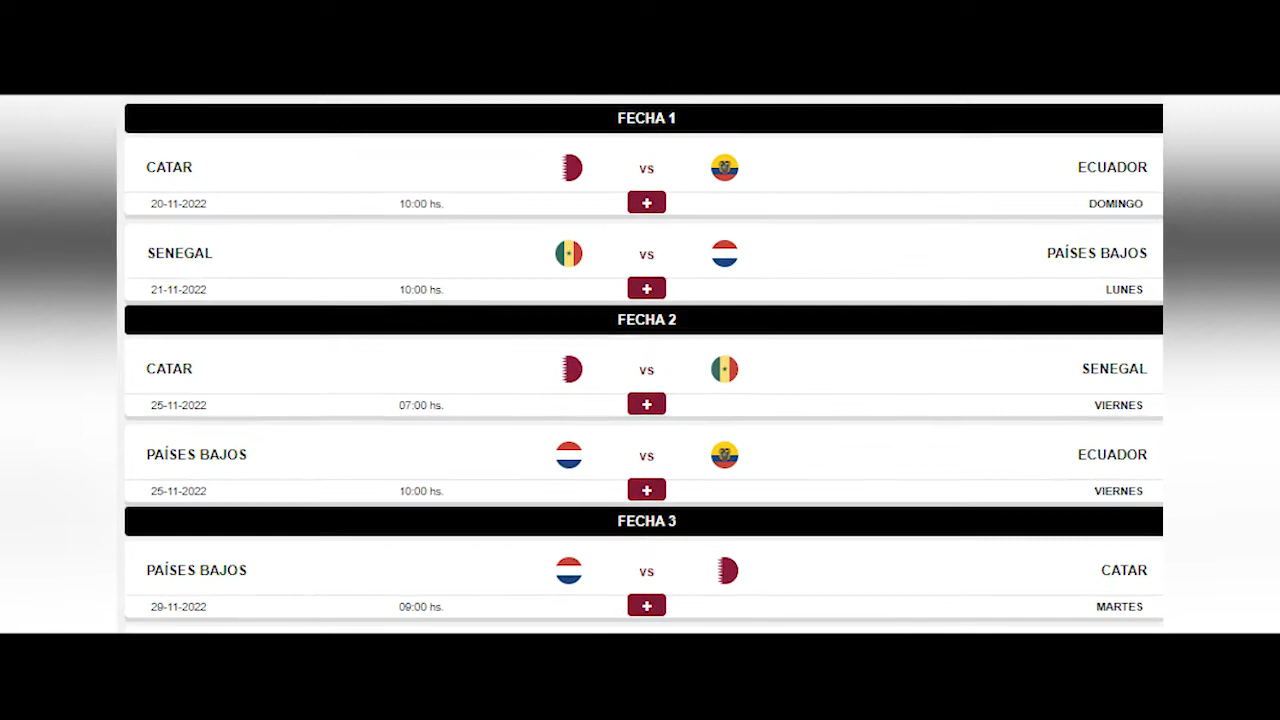 FECHA 1
CATAR vs ECUADOR
20-11-2022 10:00 hs. + DOMINGO
SENEGAL vs PAÍSES BAJOS
21-11-2022 10:00 hs. + LUNES
FECHA 2
CATAR vs SENEGAL
25-11-2022 07:00 hs. + VIERNES
PAÍSES BAJOS vs ECUADOR
25-11-2022 10:00 hs. + VIERNES
FECHA 3
PAÍSES BAJOS vs CATAR
29-11-2022 09:00 hs. + MARTES